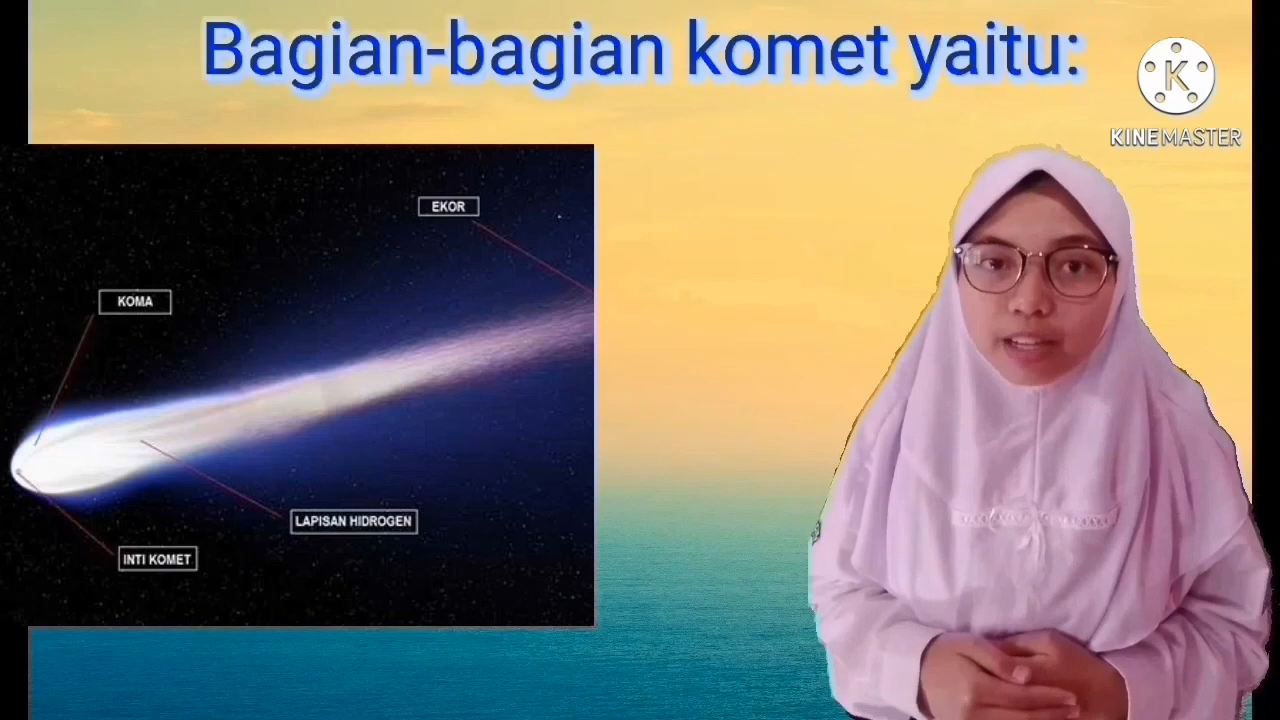 Bagian-bagian komet yaitu:
K
KINEMASTER
EKOR
KOMA
LAPISAN HIDROGEN
INTI KOMET